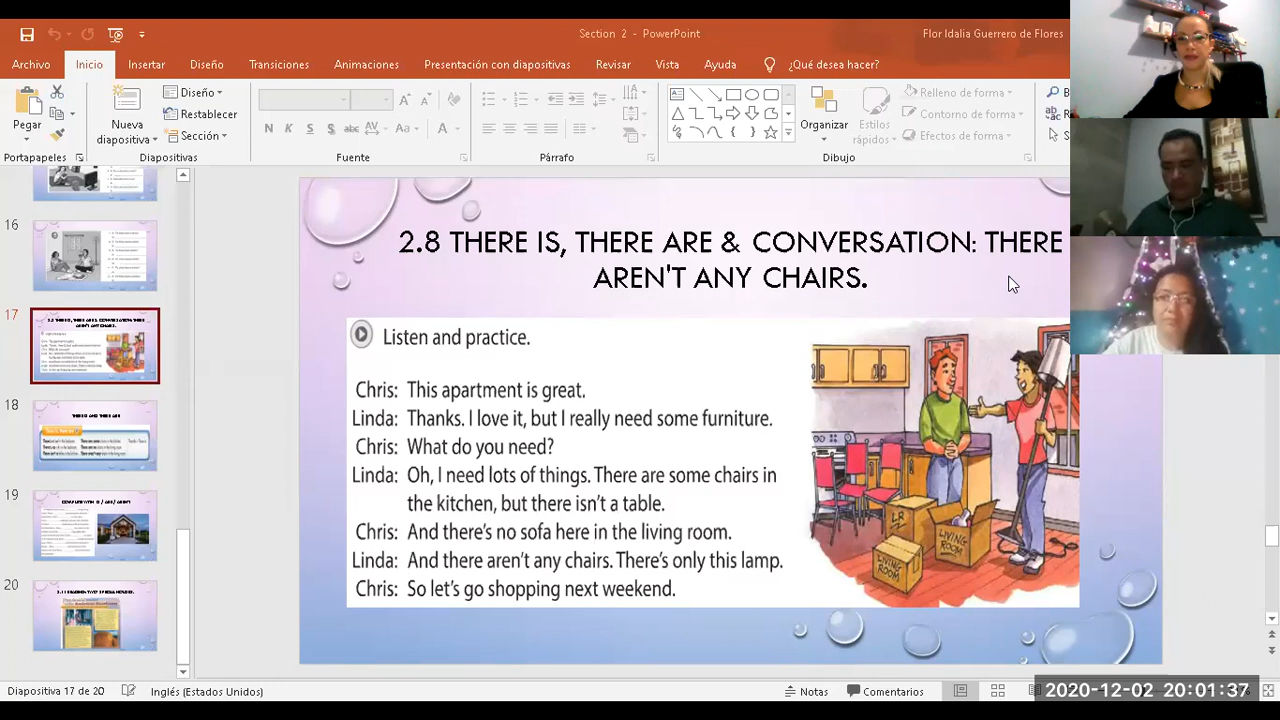 Section 2 - PowerPoint
Flor Idalia Guerrero de Flores
Archivo Inicio Insertar Diseño Transiciones Animaciones Presentación con diapositivas Revisar Vista Ayuda ¿Qué desea hacer?
Pegar
Nueva diapositiva
Diseño
Restablecer
Sección
N K S abc AV Aa A
Organizar
Estilos rápidos
Relleno de forma
Contorno de forma
Efectos de forma
Portapapeles Diapositivas Fuente Párrafo Dibujo
16
17
18
19
20
2.8 THERE IS, THERE ARE & CONVERSATION: THERE
AREN'T ANY CHAIRS.
Listen and practice.
Chris: This apartment is great.
Linda: Thanks. I love it, but I really need some furniture.
Chris: What do you need?
Linda: Oh, I need lots of things. There are some chairs in
the kitchen, but there isn't a table.
Chris: And there's no sofa here in the living room.
Linda: And there aren't any chairs. There's only this lamp.
Chris: So let's go shopping next weekend.
LIVING ROOM
LIVING ROOM
Diapositiva 17 de 20 Inglés (Estados Unidos) Notas Comentarios
2020-12-02 20:01:37